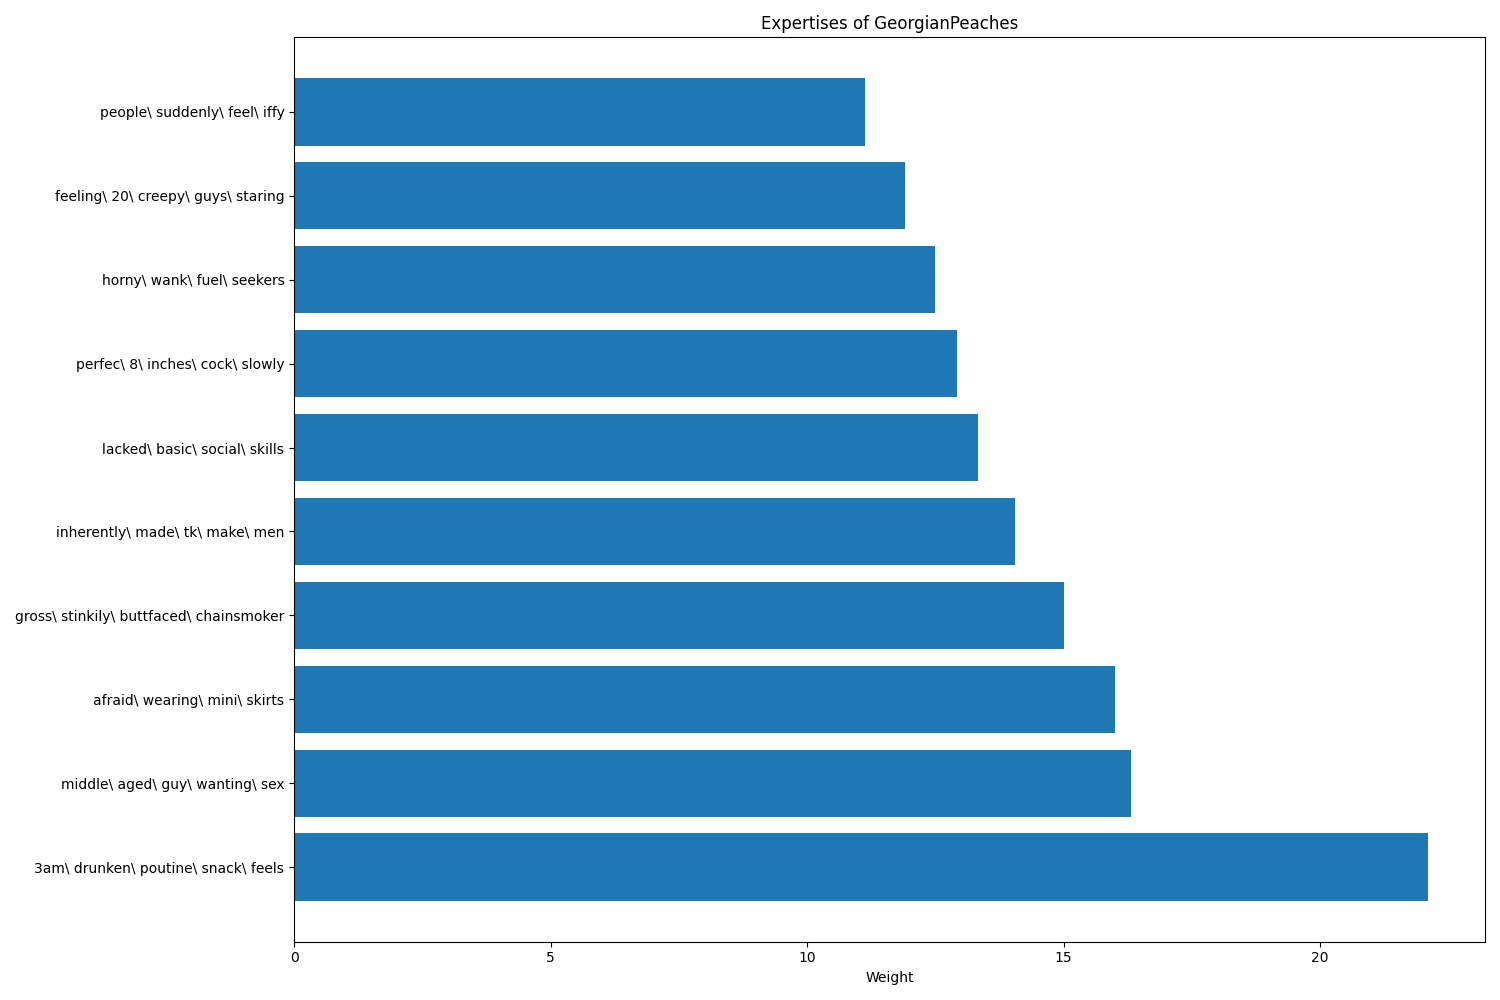 Expertises of GeorgianPeaches
people\ suddenly\ feel\ iffy
feeling\ 20\ creepy\ guys\ staring
horny\ wank\ fuel\ seekers
perfec\ 8\ inches\ cock\ slowly
lacked\ basic\ social\ skills
inherently\ made\ tk\ make\ men
gross\ stinkily\ buttfaced\ chainsmoker
afraid\ wearing\ mini\ skirts
middle\ aged\ guy\ wanting\ sex
3am\ drunken\ poutine\ snack\ feels
0 5 10 15 20
Weight